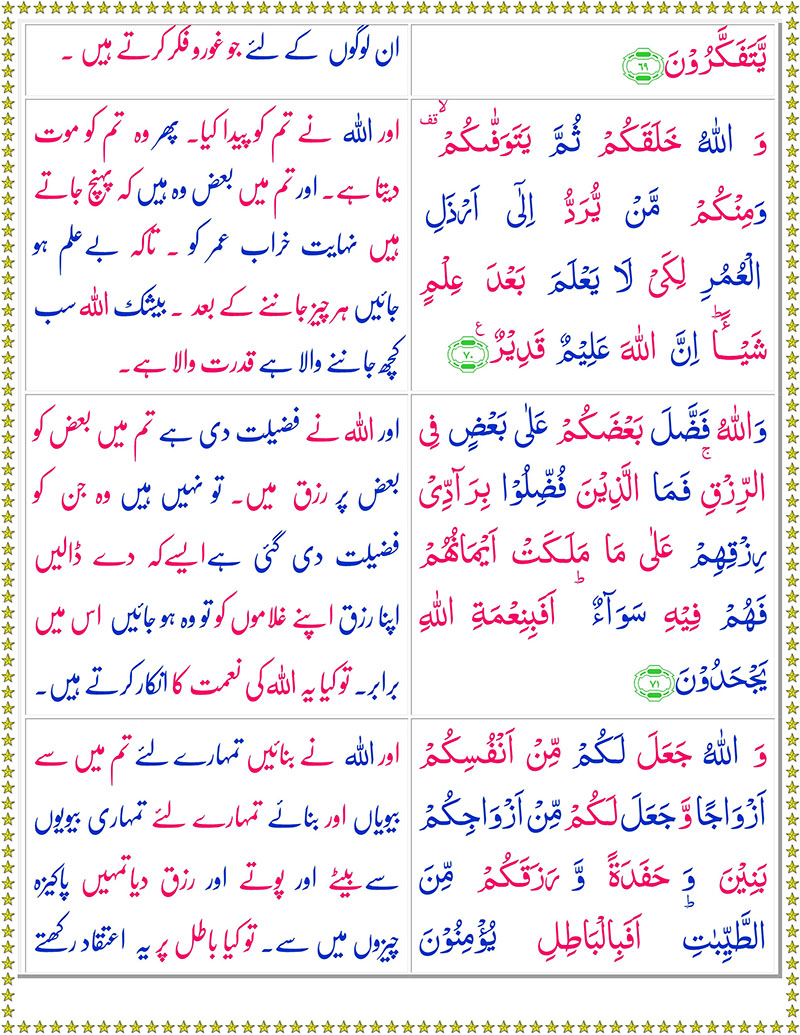 يَّتَفَكَّرُوْنَ ﴿٦٩﴾
ان لوگوں کے لئے جو غور و فکر کرتے ہیں ۔
وَ اللّٰهُ خَلَقَكُمْ ثُمَّ يَتَوَفّٰىكُمْ ۙ قف
وَمِنْكُمْ مَّنْ يُّرَدُّ اِلٰٓى اَرْذَلِ
الْعُمُرِ لِكَىْ لَا يَعْلَمَ بَعْدَ عِلْمٍ
شَيْـًٔـا ؕ اِنَّ اللّٰهَ عَلِيْمٌ قَدِيْرٌ ع ﴿٧٠﴾
اور اللہ نے تم کو پیدا کیا۔ پھر وہ تم کو موت
دیتا ہے۔ اور تم میں بعض وہ ہیں کہ پہنچ جاتے
ہیں نہایت خراب عمر کو ۔ تاکہ بے علم ہو
جائیں ہر چیز جاننے کے بعد ۔ بیشک اللہ سب
کچھ جاننے والا ہے قدرت والا ہے۔
وَاللّٰهُ فَضَّلَ بَعْضَكُمْ عَلٰى بَعْضٍ فِى
الرِّزْقِ ۚ فَمَا الَّذِيْنَ فُضِّلُوْا بِرَآدِّىْ
رِزْقِهِمْ عَلٰى مَا مَلَكَتْ اَيْمَانُهُمْ
فَهُمْ فِيْهِ سَوَآءٌ ؕ اَفَبِنِعْمَةِ اللّٰهِ
يَجْحَدُوْنَ ﴿٧١﴾
اور اللہ نے فضیلت دی ہے تم میں بعض کو
بعض پر رزق میں۔ تو نہیں ہیں وہ جن کو
فضیلت دی گئی ہے ایسے کہ دے ڈالیں
اپنا رزق اپنے غلاموں کو تو وہ ہو جائیں اس میں
برابر۔ تو کیا یہ اللہ کی نعمت کا انکار کرتے ہیں۔
وَ اللّٰهُ جَعَلَ لَكُمْ مِّنْ اَنْفُسِكُمْ
اَزْوَاجًا وَّ جَعَلَ لَكُمْ مِّنْ اَزْوَاجِكُمْ
بَنِيْنَ وَ حَفَدَةً وَّ رَزَقَكُمْ مِّنَ
الطَّيِّبٰتِ ؕ اَفَبِالْبَاطِلِ يُؤْمِنُوْنَ
اور اللہ نے بنائیں تمہارے لئے تم میں سے
بیویاں اور بنائے تمہارے لئے تمہاری بیویوں
سے بیٹے اور پوتے اور رزق دیا تمہیں پاکیزہ
چیزوں میں سے۔ تو کیا باطل پر یہ اعتقاد رکھتے